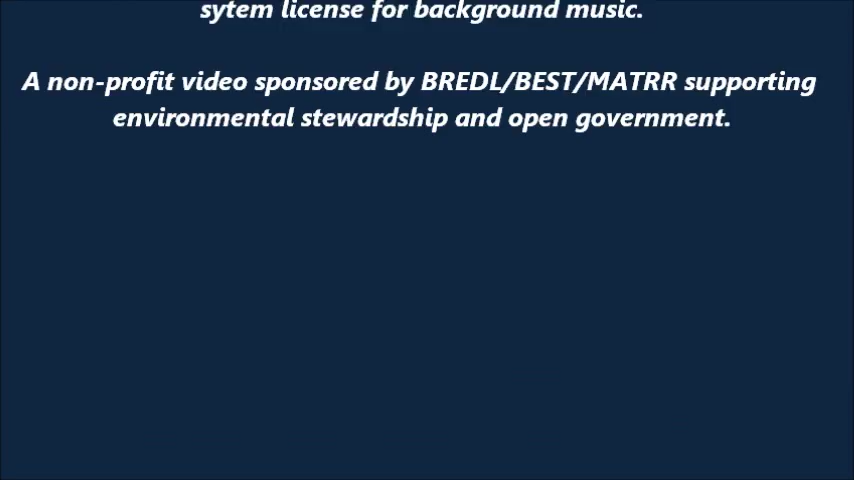 sytem license for background music.
A non-profit video sponsored by BREDL/BEST/MATRR supporting
environmental stewardship and open government.